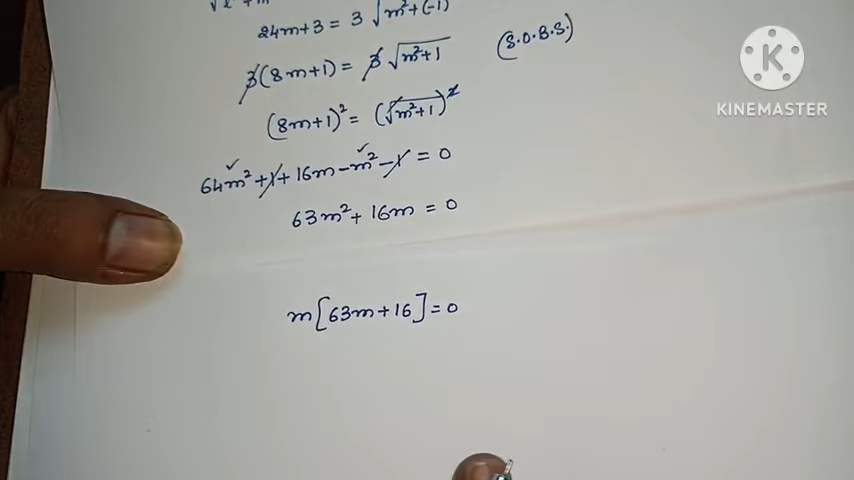 24m+3 = 3 √m²+(-1)
3(8m+1) = 3 √m²+1 (S.O.B.S.)
(8m+1)² = (√m²+1)²
64m² + 1 + 16m - m² - 1 = 0
63m² + 16m = 0
m[63m+16] = 0
K
KINEMASTER